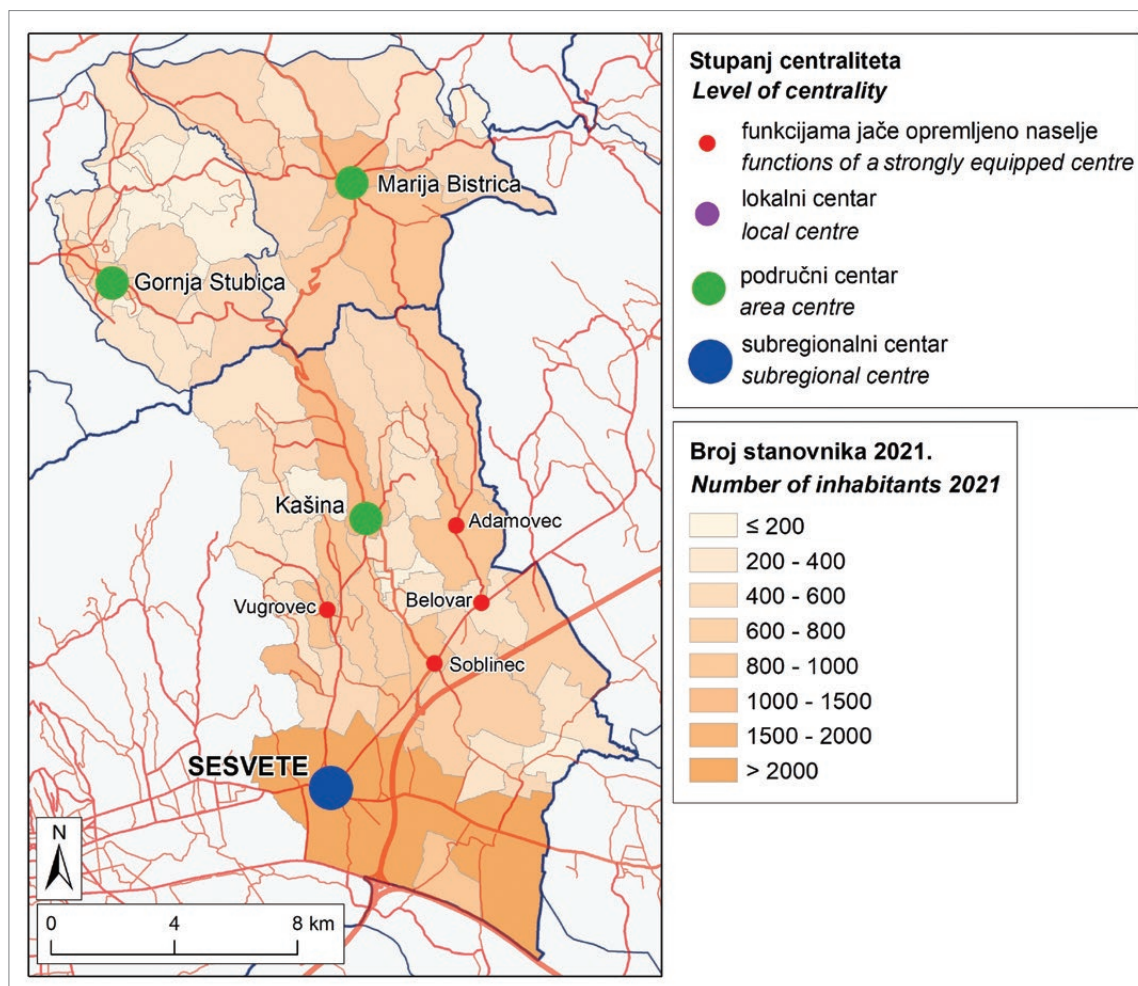 Marija Bistrica
Gornja Stubica
Kašina
Adamovec
Vugrovec
Belovar
Soblinec
SESVETE
N
0 4 8 km
Stupanj centraliteta
Level of centrality
funkcijama jače opremljeno naselje
functions of a strongly equipped centre
lokalni centar
local centre
područni centar
area centre
subregionalni centar
subregional centre
Broj stanovnika 2021.
Number of inhabitants 2021
≤ 200
200 - 400
400 - 600
600 - 800
800 - 1000
1000 - 1500
1500 - 2000
> 2000